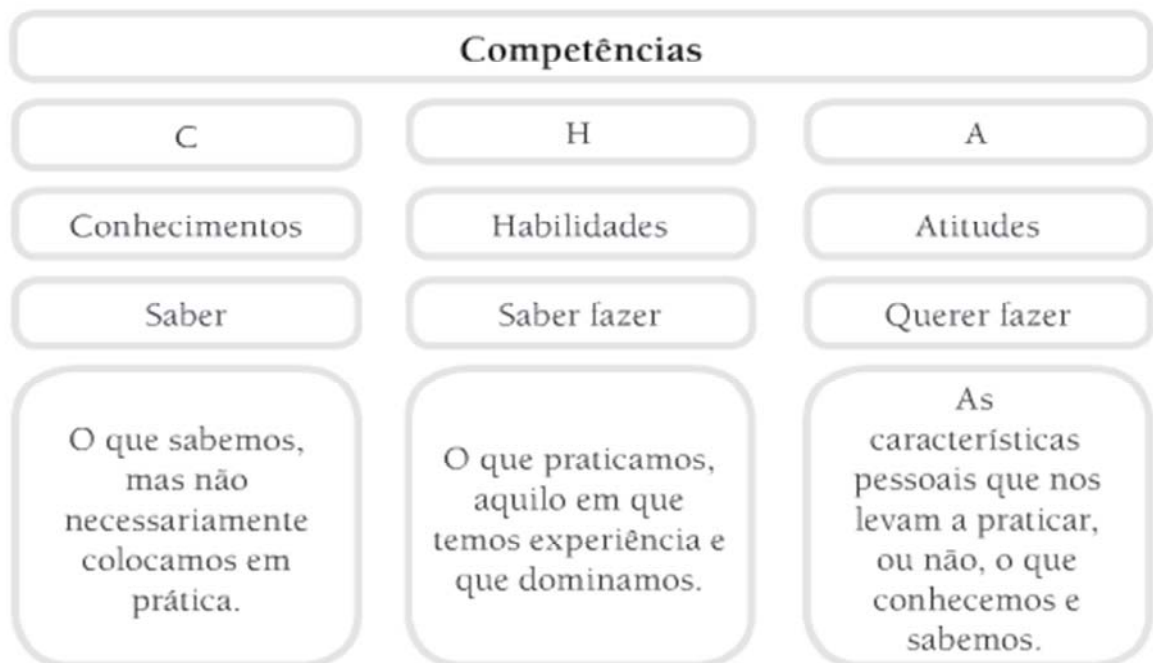 Competências
C
H
A
Conhecimentos
Habilidades
Atitudes
Saber
Saber fazer
Querer fazer
O que sabemos,
mas não
necessariamente
colocamos em
prática.
O que praticamos,
aquilo em que
temos experiência e
que dominamos.
As
características
pessoais que nos
levam a praticar,
ou não, o que
conhecemos e
sabemos.